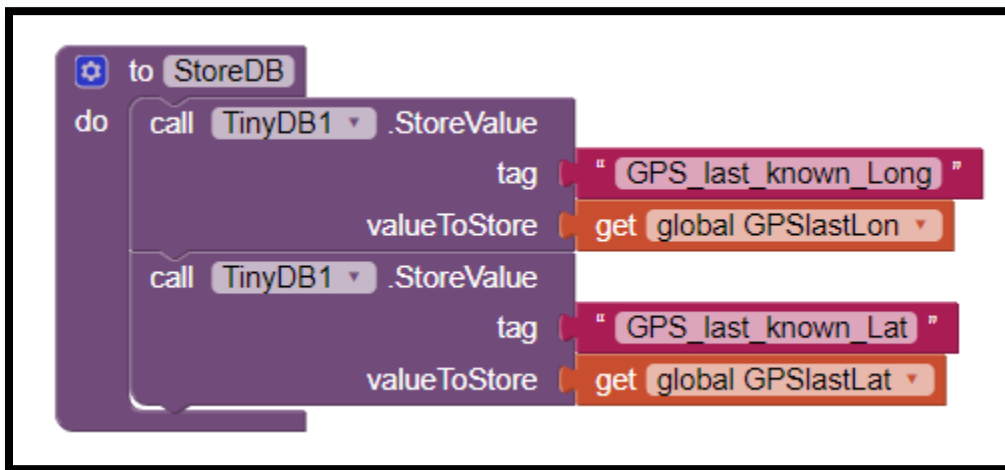 to StoreDB
do call TinyDB1 .StoreValue
tag “ GPS_last_known_Long ”
valueToStore get global GPSlastLon
call TinyDB1 .StoreValue
tag “ GPS_last_known_Lat ”
valueToStore get global GPSlastLat